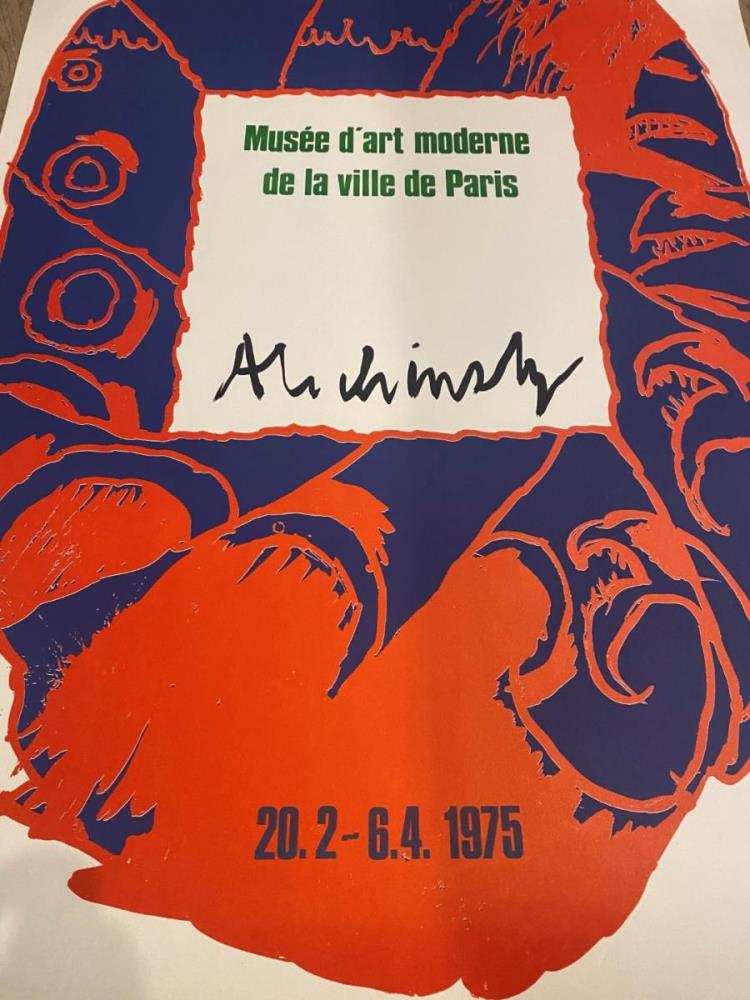 Musée d'art moderne
de la ville de Paris
Alechinsky
20.2-6.4. 1975